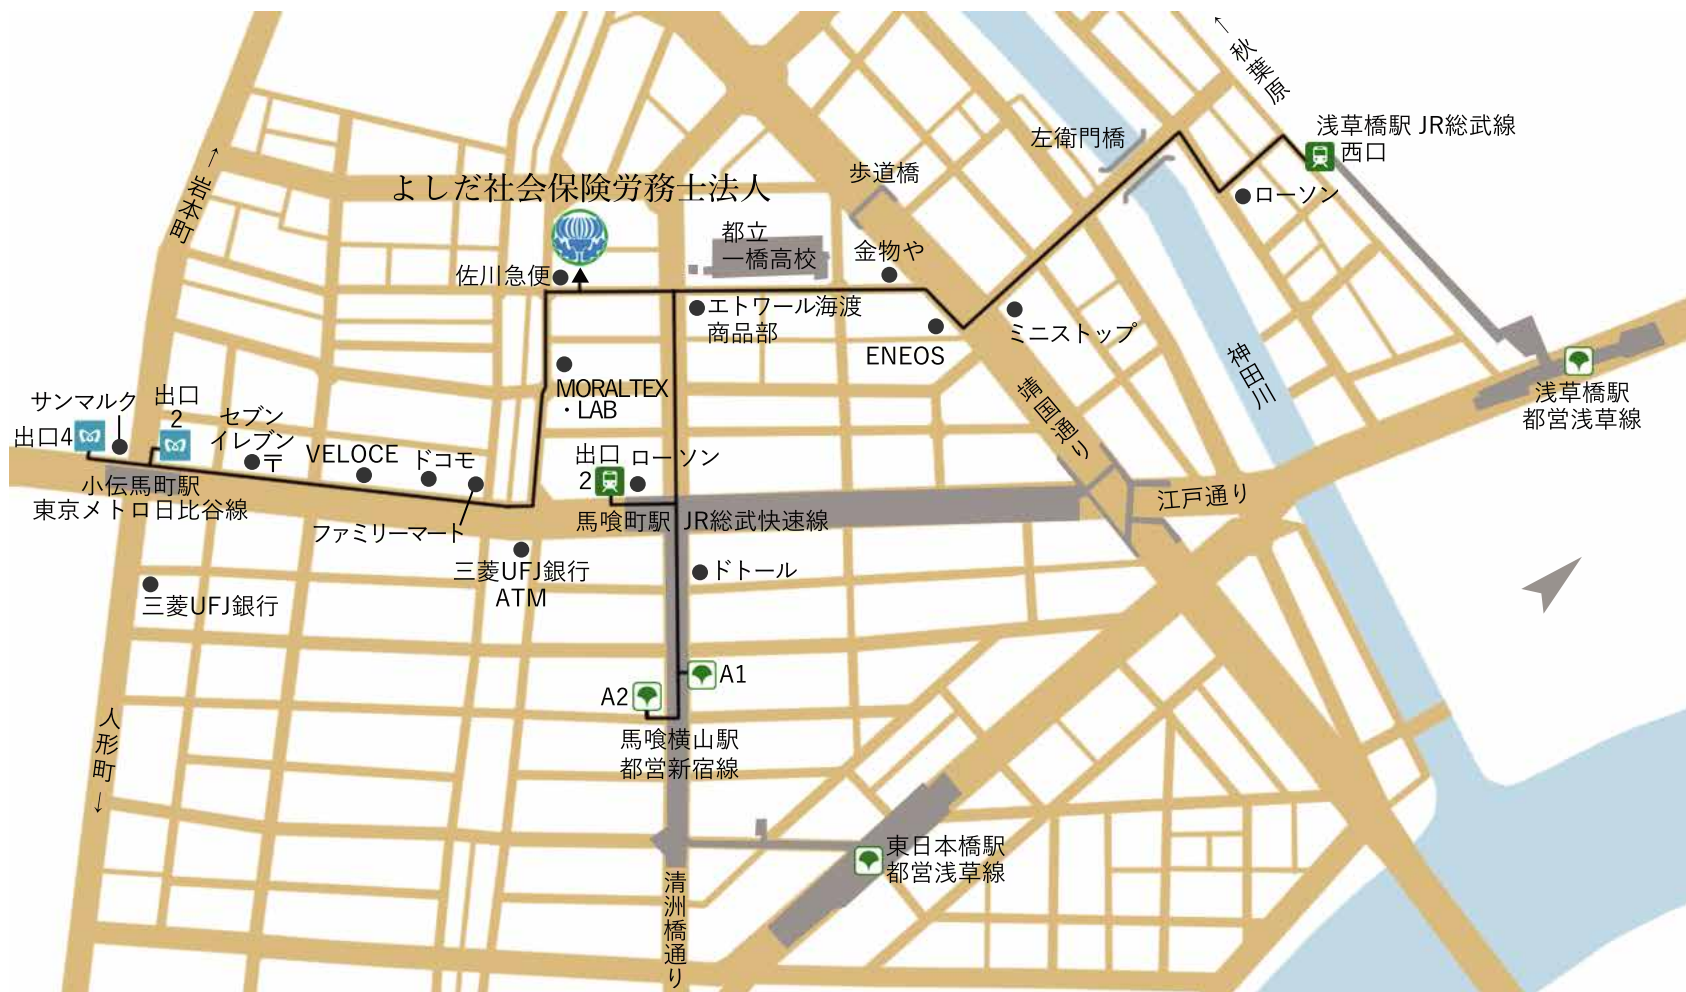 ←秋葉原
浅草橋駅 JR総武線
西口
左衛門橋
歩道橋
ローソン
よしだ社会保険労務士法人
←岩本町
都立
一橋高校
金物や
佐川急便
エトワール海渡
商品部
ミニストップ
ENEOS
神田川
靖国通り
浅草橋駅
都営浅草線
MORALTEX
・LAB
サンマルク
出口
2
出口4
セブン
イレブン
〒
VELOCE
ドコモ
出口
2
ローソン
小伝馬町駅
東京メトロ日比谷線
ファミリーマート
馬喰町駅 JR総武快速線
江戸通り
三菱UFJ銀行
ATM
ドトール
三菱UFJ銀行
A1
A2
人形町→
馬喰横山駅
都営新宿線
東日本橋駅
都営浅草線
清洲橋通り